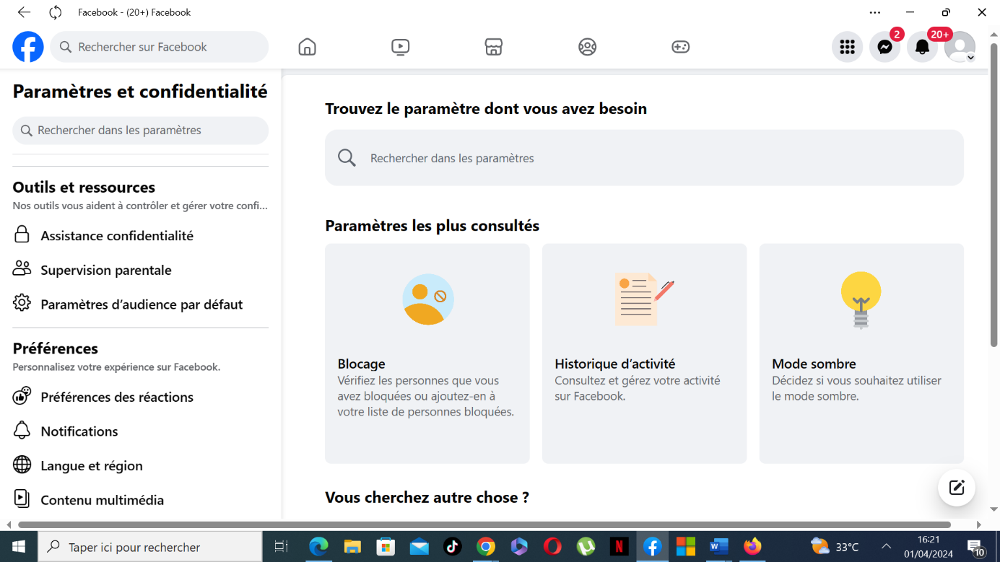 Facebook - (20+) Facebook
Rechercher sur Facebook
2
20+
Paramètres et confidentialité
Rechercher dans les paramètres
Outils et ressources
Nos outils vous aident à contrôler et gérer votre confi...
Assistance confidentialité
Supervision parentale
Paramètres d’audience par défaut
Préférences
Personnalisez votre expérience sur Facebook.
Préférences des réactions
Notifications
Langue et région
Contenu multimédia
Trouvez le paramètre dont vous avez besoin
Rechercher dans les paramètres
Paramètres les plus consultés
Blocage
Vérifiez les personnes que vous
avez bloquées ou ajoutez-en à
votre liste de personnes bloquées.
Historique d’activité
Consultez et gérez votre activité
sur Facebook.
Mode sombre
Décidez si vous souhaitez utiliser
le mode sombre.
Vous cherchez autre chose ?
Taper ici pour rechercher
33°C
16:21
01/04/2024
10